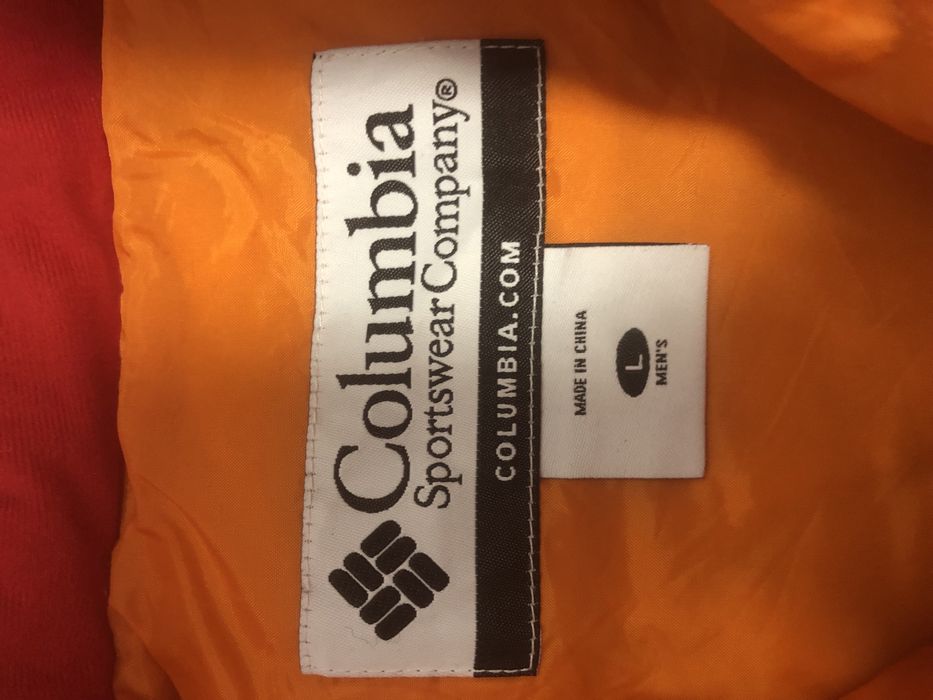 Columbia
Sportswear Company®
COLUMBIA.COM
MADE IN CHINA
L
MEN'S